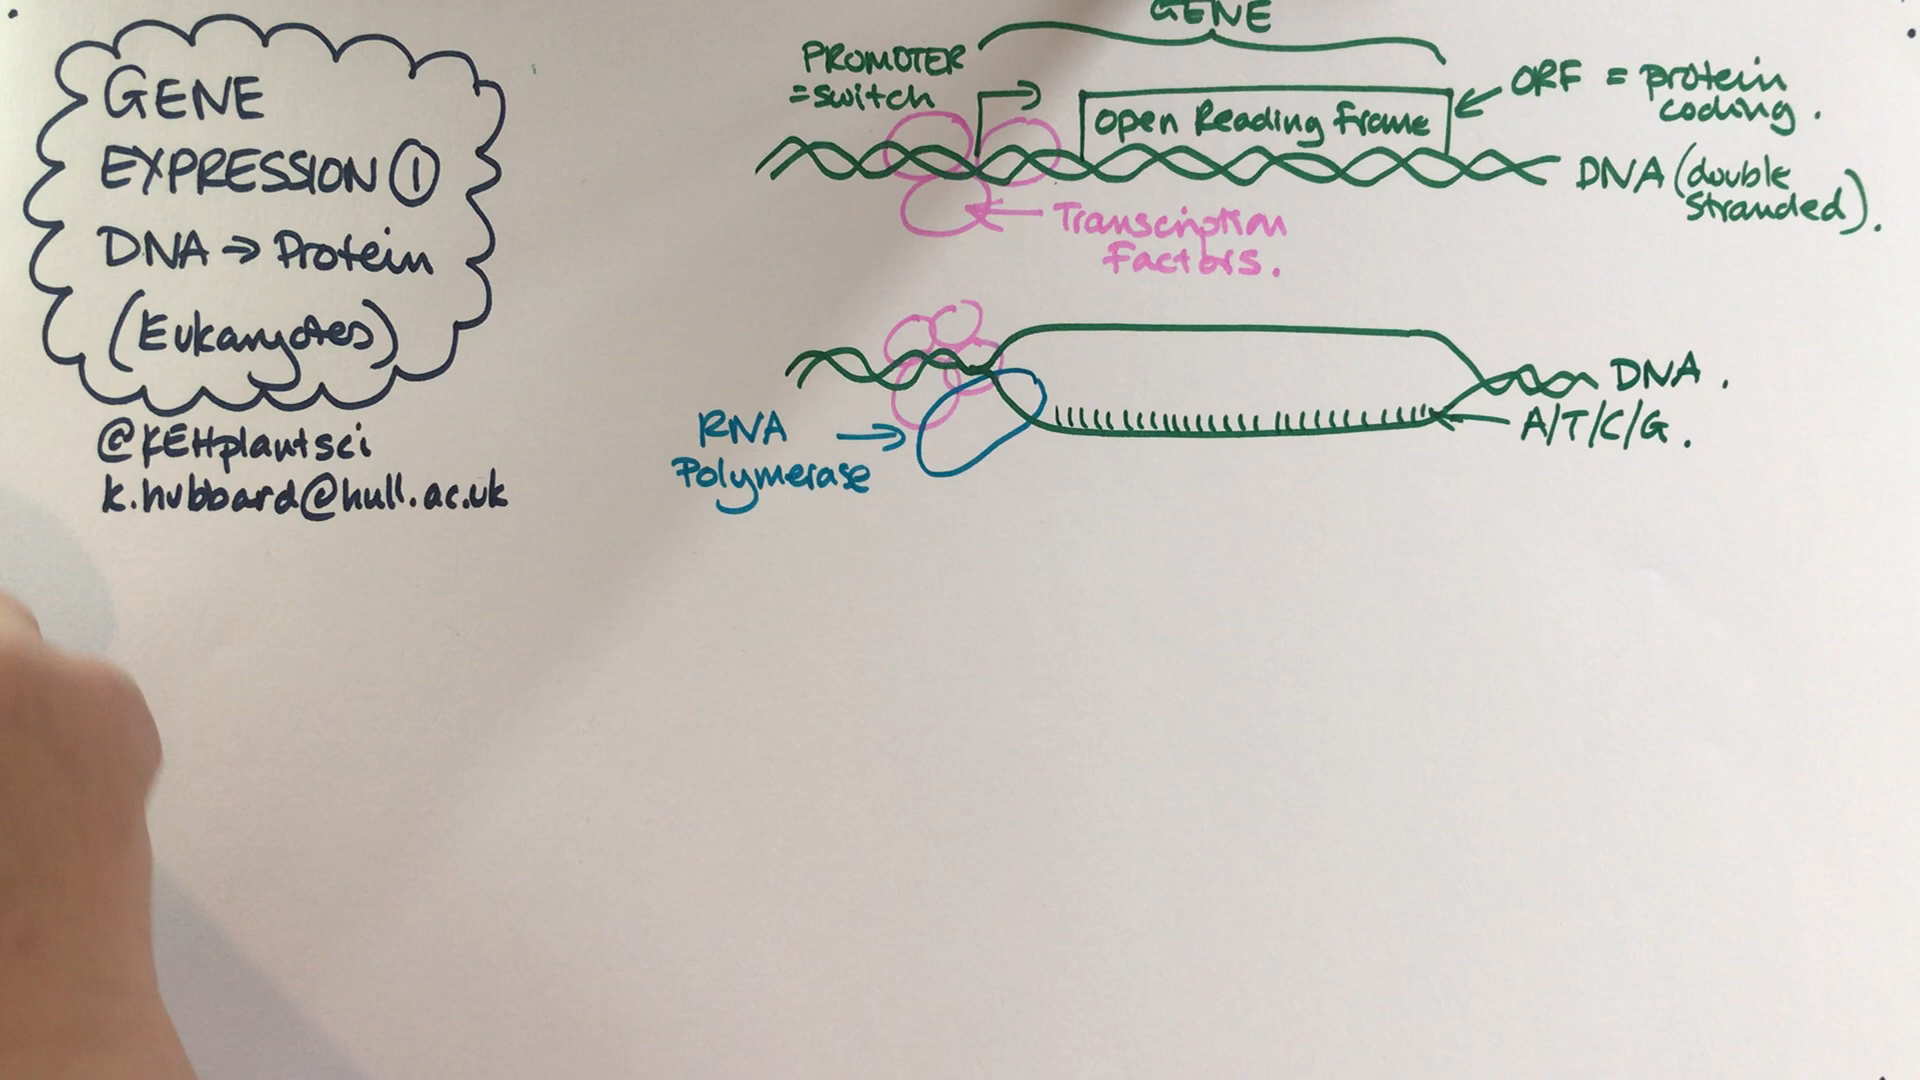 GENE
EXPRESSION ①
DNA → Protein
(Eukaryotes)
@KEHplantsci
k.hubbard@hull.ac.uk
GENE
PROMOTER
=switch
Open Reading Frame
ORF = protein
coding.
DNA (double
stranded).
Transcription
Factors.
RNA
Polymerase
DNA.
A/T/C/G.